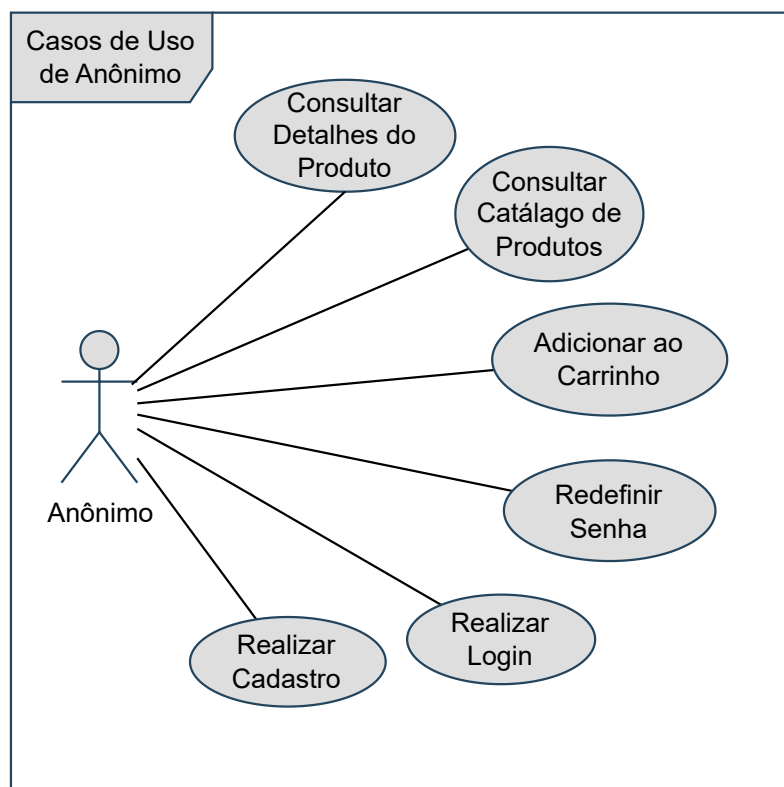 Casos de Uso
de Anônimo
Consultar
Detalhes do
Produto
Consultar
Catálago de
Produtos
Adicionar ao
Carrinho
Redefinir
Senha
Realizar
Login
Realizar
Cadastro
Anônimo